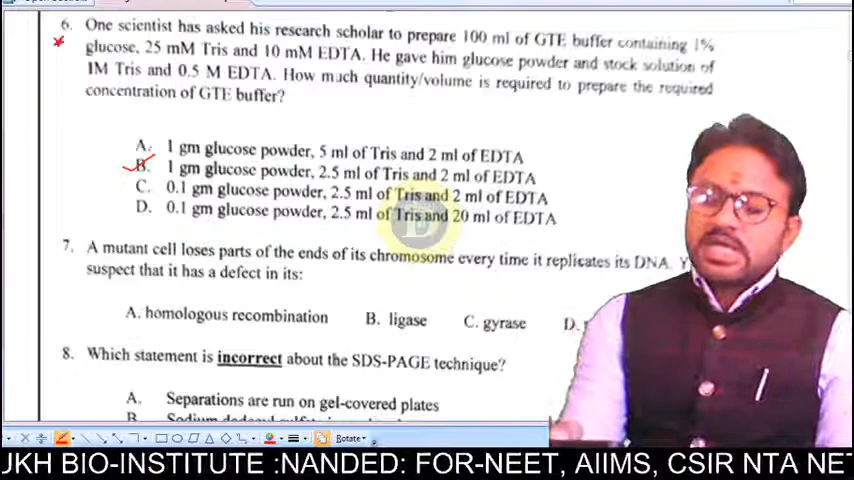 6. One scientist has asked his research scholar to prepare 100 ml of GTE buffer containing 1%
glucose, 25 mM Tris and 10 mM EDTA. He gave him glucose powder and stock solution of
1M Tris and 0.5 M EDTA. How much quantity/volume is required to prepare the required
concentration of GTE buffer?
A. 1 gm glucose powder, 5 ml of Tris and 2 ml of EDTA
B. 1 gm glucose powder, 2.5 ml of Tris and 2 ml of EDTA
C. 0.1 gm glucose powder, 2.5 ml of Tris and 2 ml of EDTA
D. 0.1 gm glucose powder, 2.5 ml of Tris and 20 ml of EDTA
7. A mutant cell loses parts of the ends of its chromosome every time it replicates its DNA. Y
suspect that it has a defect in its:
A. homologous recombination B. ligase C. gyrase D.
8. Which statement is incorrect about the SDS-PAGE technique?
A. Separations are run on gel-covered plates
B. Sodium dodecyl sulfate is
Rotate
UKH BIO-INSTITUTE :NANDED: FOR-NEET, AIIMS, CSIR NTA NE